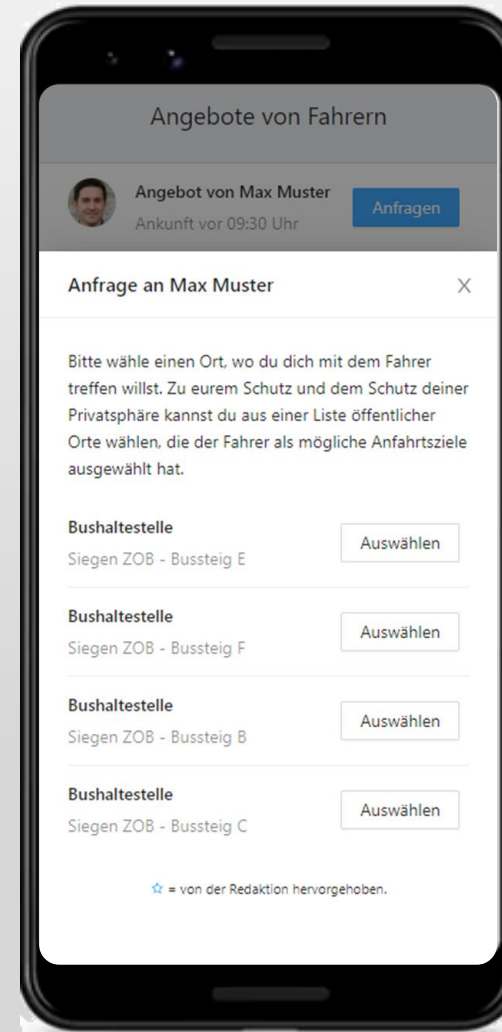 Angebote von Fahrern
Angebot von Max Muster
Ankunft vor 09:30 Uhr
Anfragen
Anfrage an Max Muster
Bitte wähle einen Ort, wo du dich mit dem Fahrer
treffen willst. Zu eurem Schutz und dem Schutz deiner
Privatsphäre kannst du aus einer Liste öffentlicher
Orte wählen, die der Fahrer als mögliche Anfahrtsziele
ausgewählt hat.
Bushaltestelle
Siegen ZOB - Bussteig E
Auswählen
Bushaltestelle
Siegen ZOB - Bussteig F
Auswählen
Bushaltestelle
Siegen ZOB - Bussteig B
Auswählen
Bushaltestelle
Siegen ZOB - Bussteig C
Auswählen
☆ = von der Redaktion hervorgehoben.